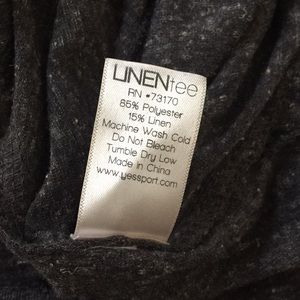 LINENtee
RN #73170
85% Polyester
15% Linen
Machine Wash Cold
Do Not Bleach
Tumble Dry Low
Made in China
www.yessport.com